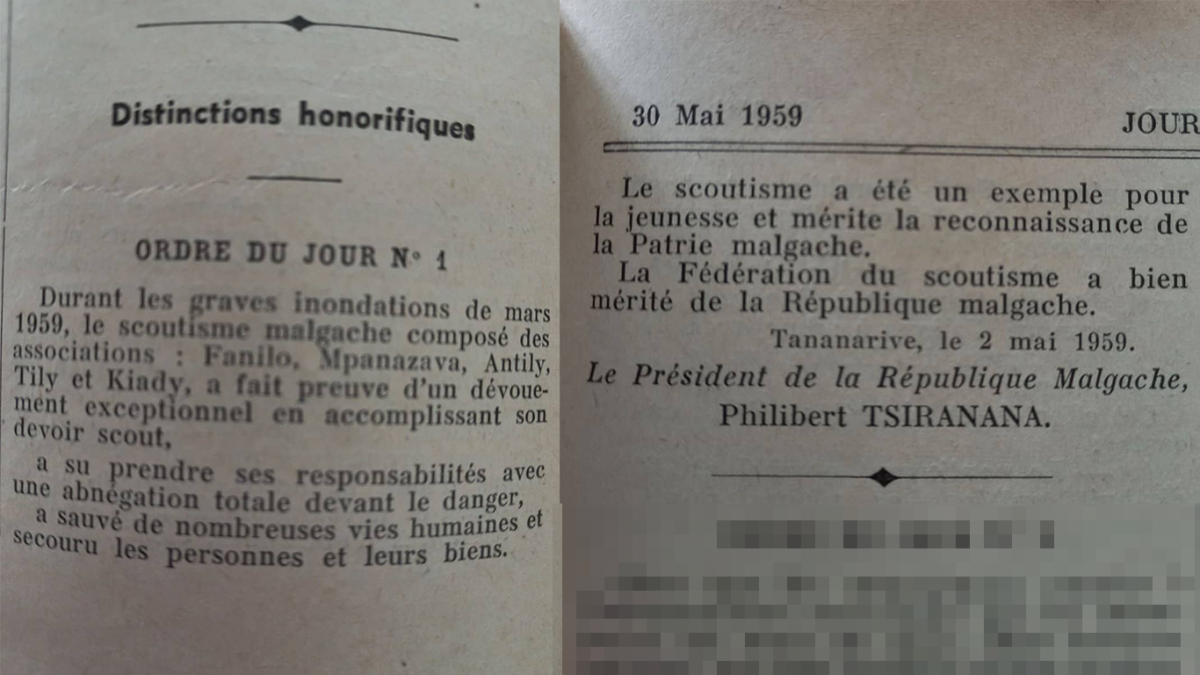 Distinctions honorifiques
ORDRE DU JOUR N° 1
Durant les graves inondations de mars
1959, le scoutisme malgache composé des
associations : Fanilo, Mpanazava, Antily,
Tily et Kiady, a fait preuve d'un dévoue-
ment exceptionnel en accomplissant son
devoir scout,
a su prendre ses responsabilités avec
une abnégation totale devant le danger,
a sauvé de nombreuses vies humaines et
secouru les personnes et leurs biens.
30 Mai 1959
JOUR
Le scoutisme a été un exemple pour
la jeunesse et mérite la reconnaissance de
la Patrie malgache.
La Fédération du scoutisme a bien
mérité de la République malgache.
Tananarive, le 2 mai 1959.
Le Président de la République Malgache,
Philibert TSIRANANA.